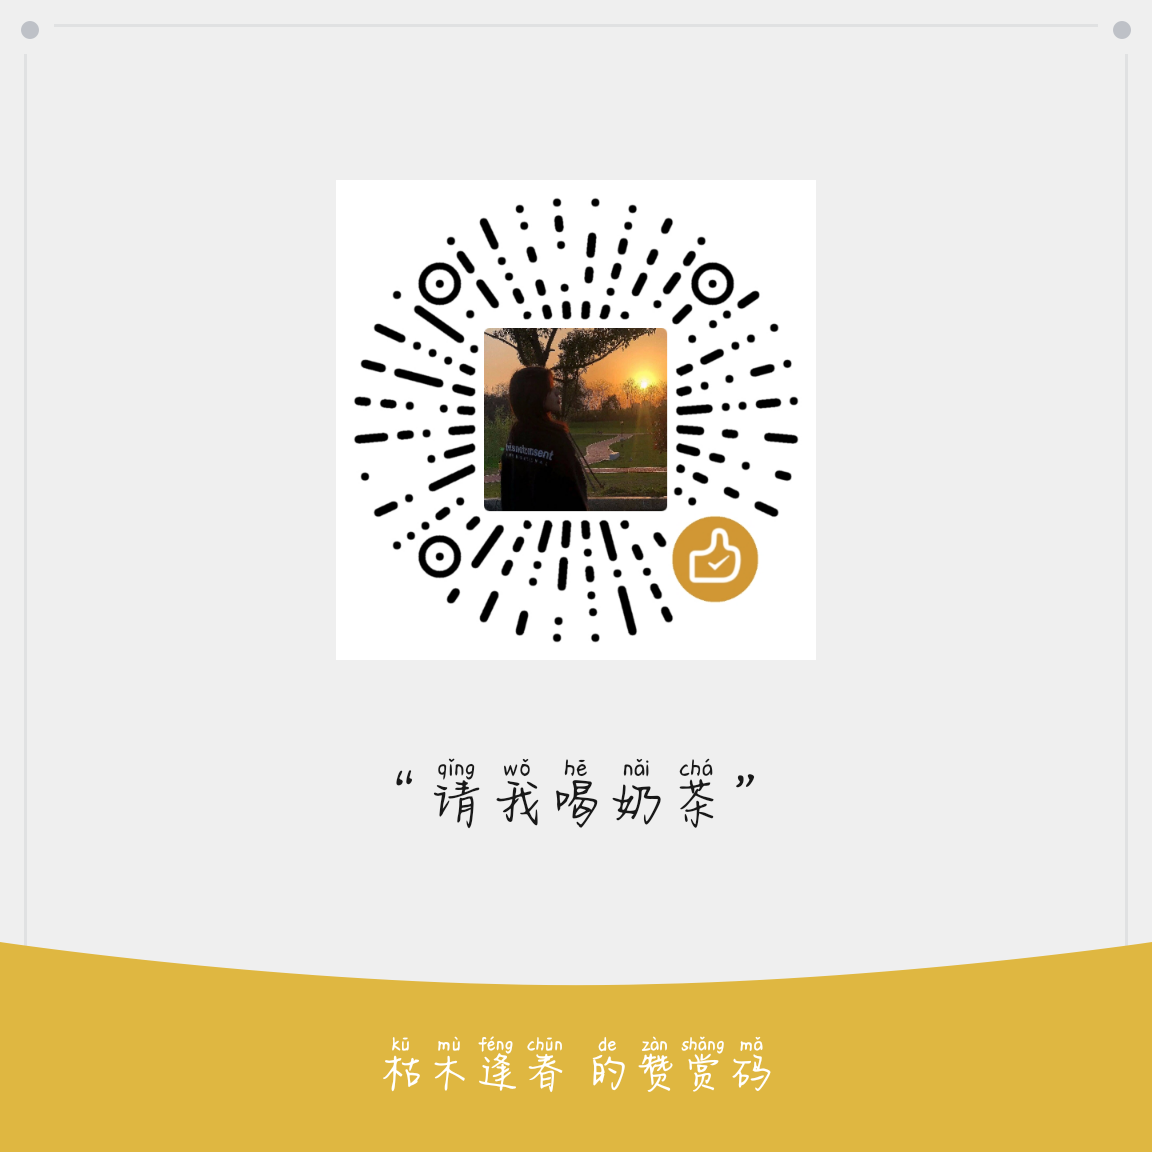 qǐng wǒ hē nǎi chá
“请我喝奶茶”
kū mù féng chūn de zàn shǎng mǎ
枯木逢春 的赞赏码